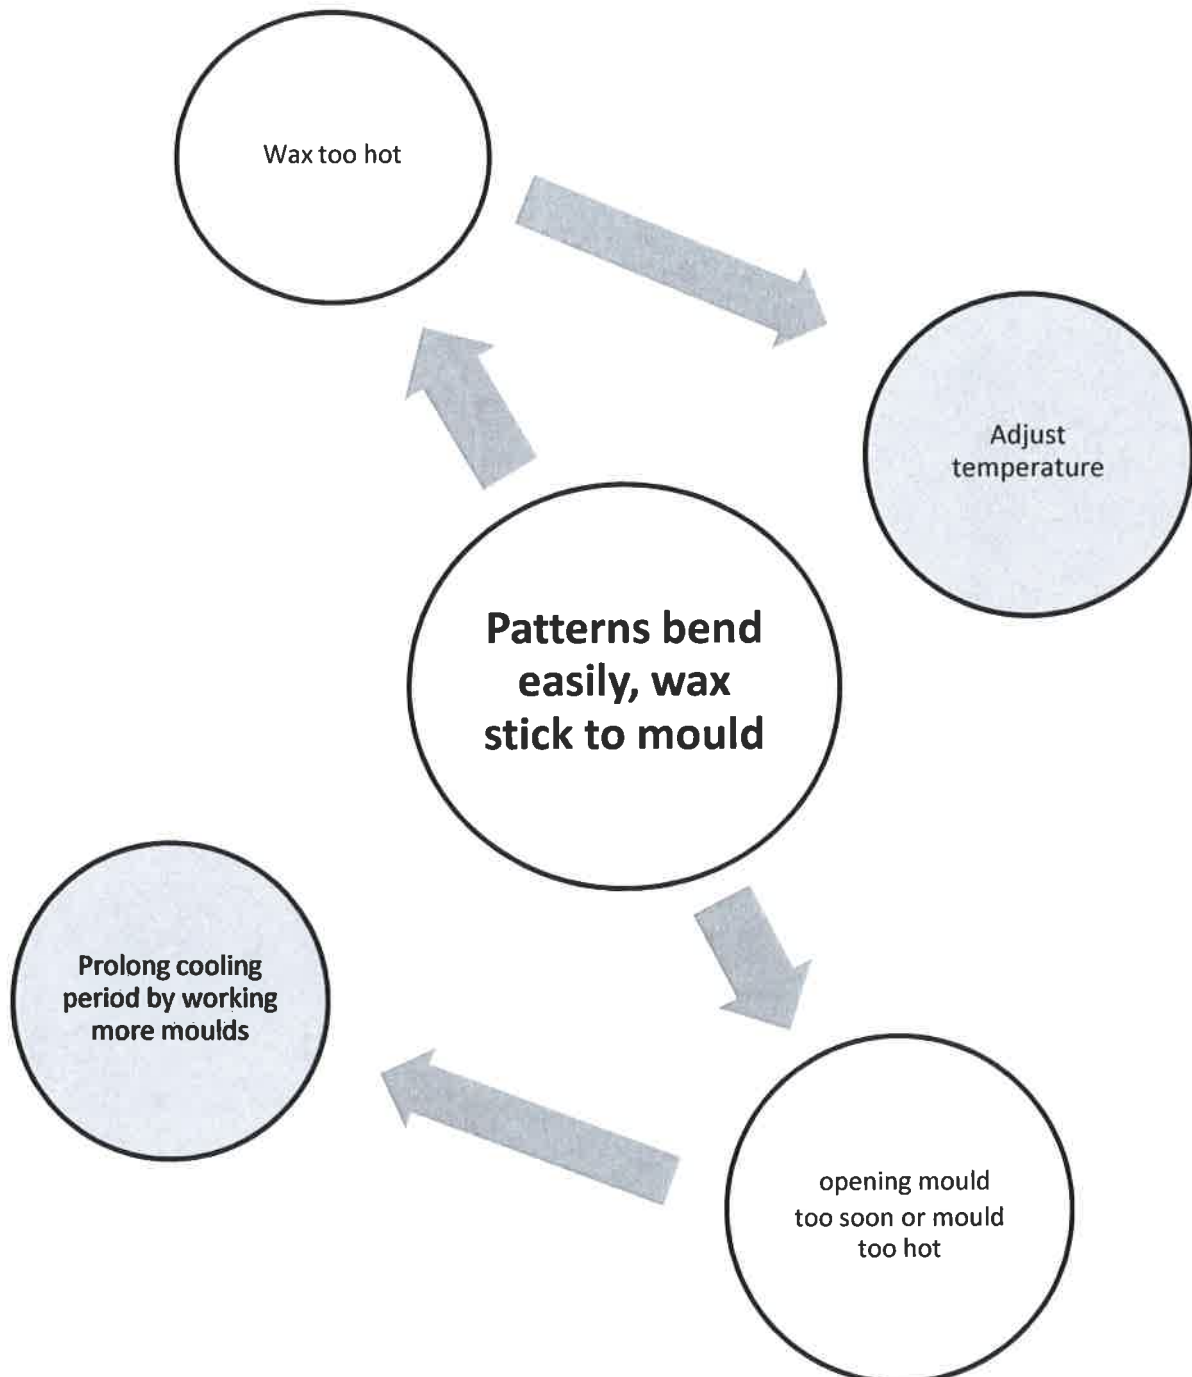 Wax too hot
Adjust
temperature
Patterns bend
easily, wax
stick to mould
Prolong cooling
period by working
more moulds
opening mould
too soon or mould
too hot